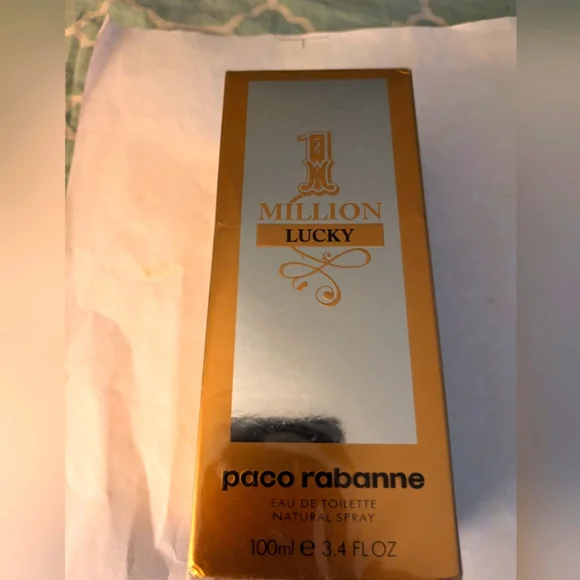 1
MILLION
LUCKY
paco rabanne
EAU DE TOILETTE
NATURAL SPRAY
100ml e 3.4 FL OZ